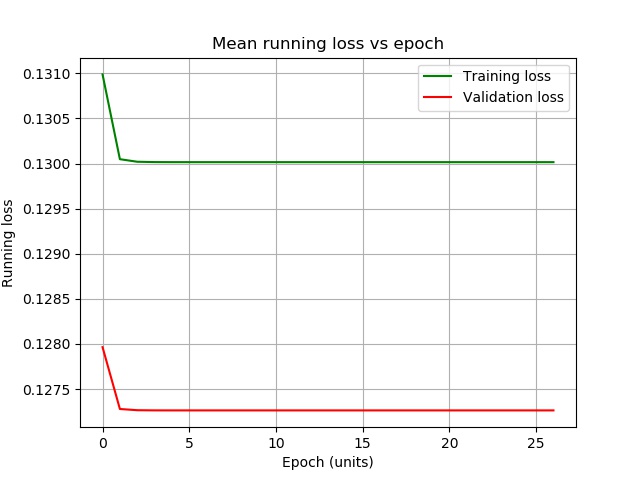 Mean running loss vs epoch
Training loss
Validation loss
0.1310
0.1305
0.1300
0.1295
0.1290
0.1285
0.1280
0.1275
Running loss
0 5 10 15 20 25
Epoch (units)